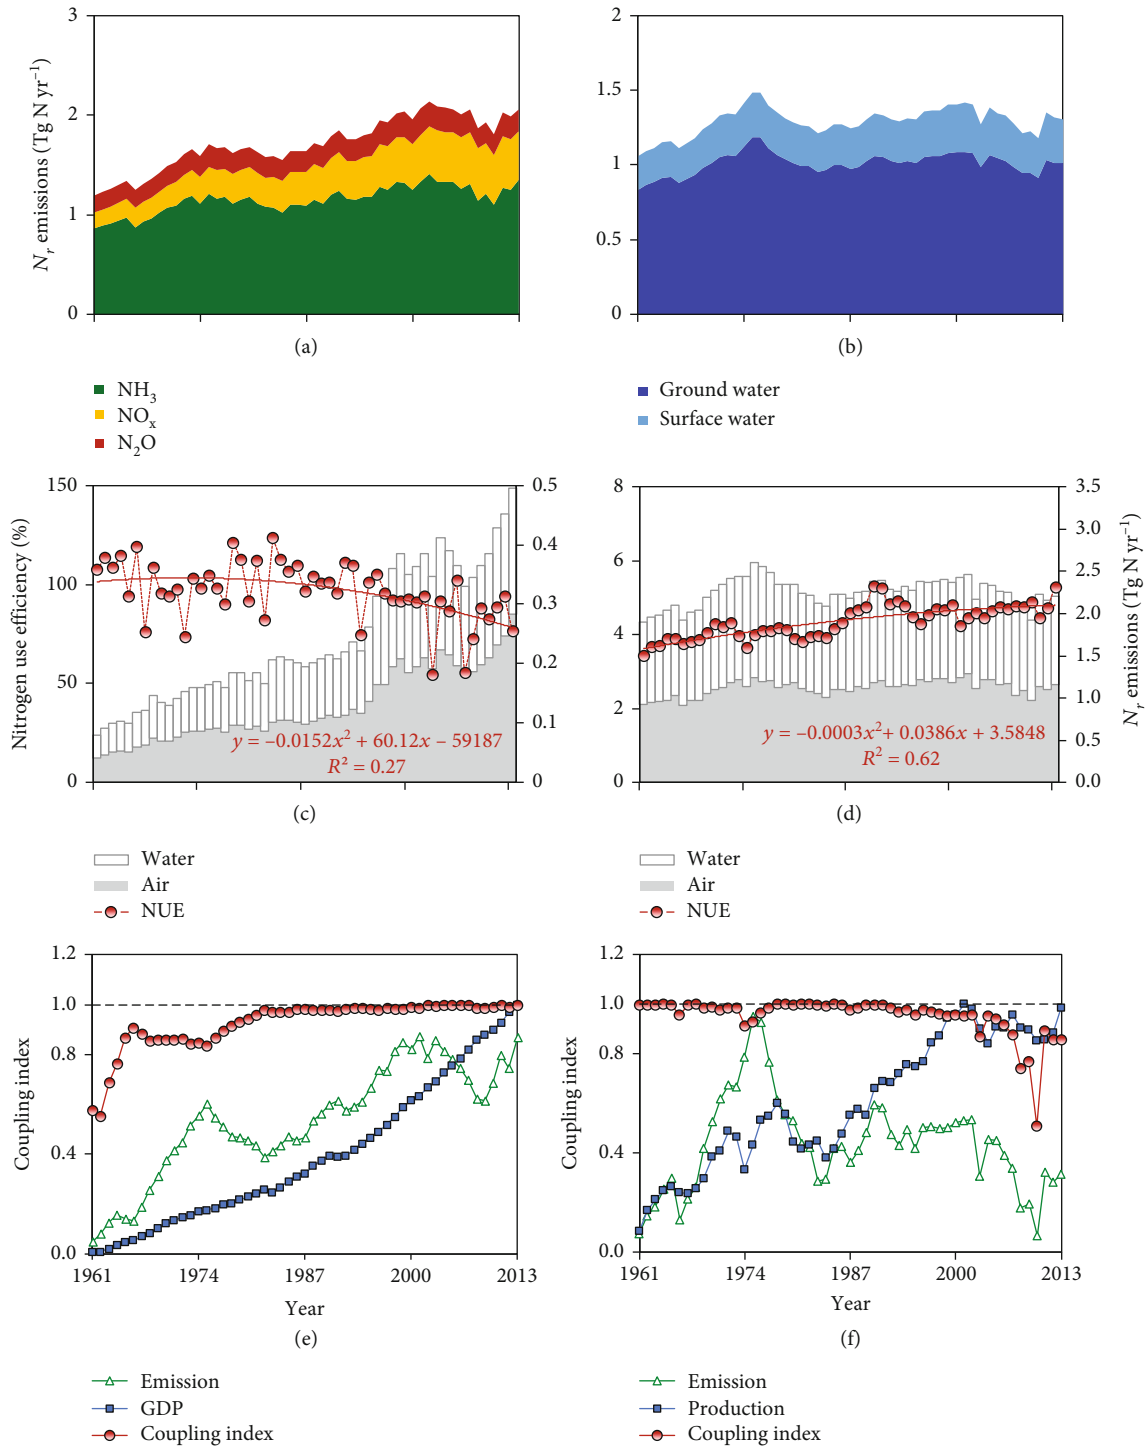 3
2
1
0
N_r emissions (Tg N yr⁻¹)
(a)
NH₃
NOₓ
N₂O
2
1.5
1
0.5
0
(b)
Ground water
Surface water
150
100
50
0
Nitrogen use efficiency (%)
0.5
0.4
0.3
0.2
0.1
0
y = –0.0152x² + 60.12x – 59187
R² = 0.27
(c)
Water
Air
NUE
8
6
4
2
0
3.5
3.0
2.5
2.0
1.5
1.0
0.5
0.0
N_r emissions (Tg N yr⁻¹)
y = –0.0003x² + 0.0386x + 3.5848
R² = 0.62
(d)
Water
Air
NUE
1.2
1.0
0.8
0.4
0.0
Coupling index
1961 1974 1987 2000 2013
Year
(e)
Emission
GDP
Coupling index
1.2
1.0
0.8
0.4
0.0
Coupling index
1961 1974 1987 2000 2013
Year
(f)
Emission
Production
Coupling index